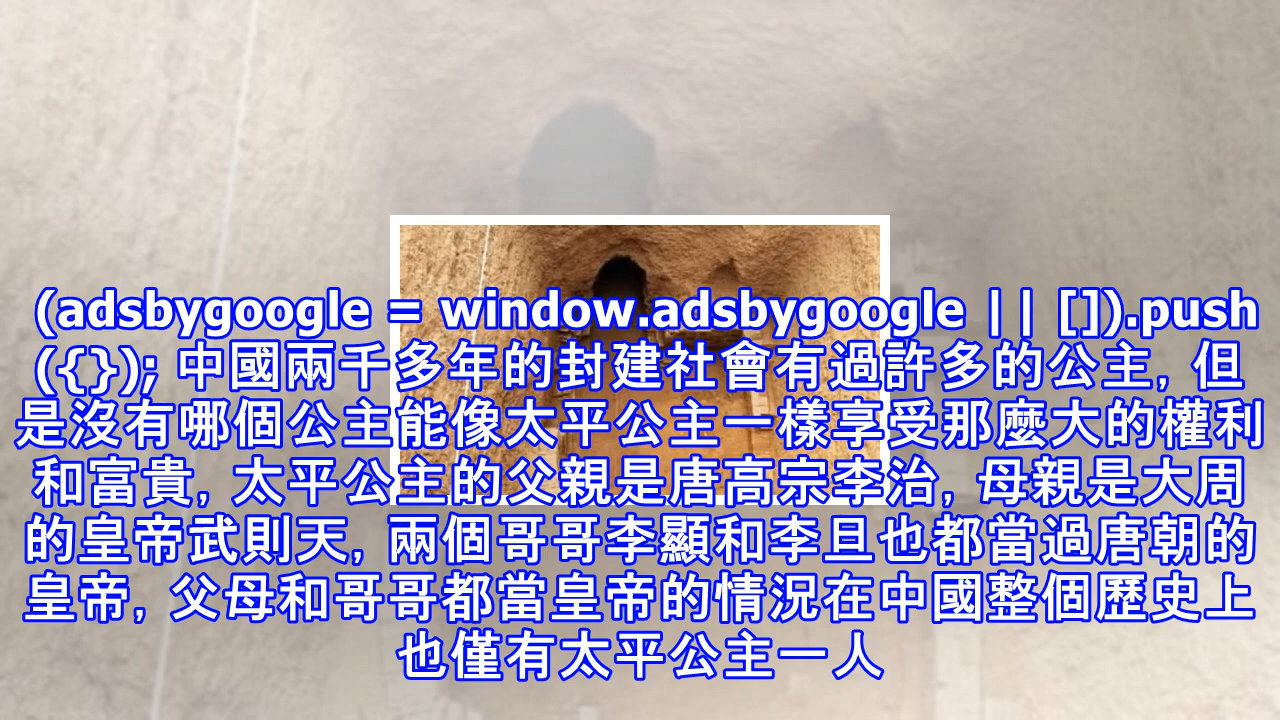 (adsbygoogle = window.adsbygoogle || []).push
({}); 中國兩千多年的封建社會有過許多的公主, 但
是沒有哪個公主能像太平公主一樣享受那麼大的權利
和富貴, 太平公主的父親是唐高宗李治, 母親是大周
的皇帝武則天, 兩個哥哥李顯和李旦也都當過唐朝的
皇帝, 父母和哥哥都當皇帝的情況在中國整個歷史上
也僅有太平公主一人